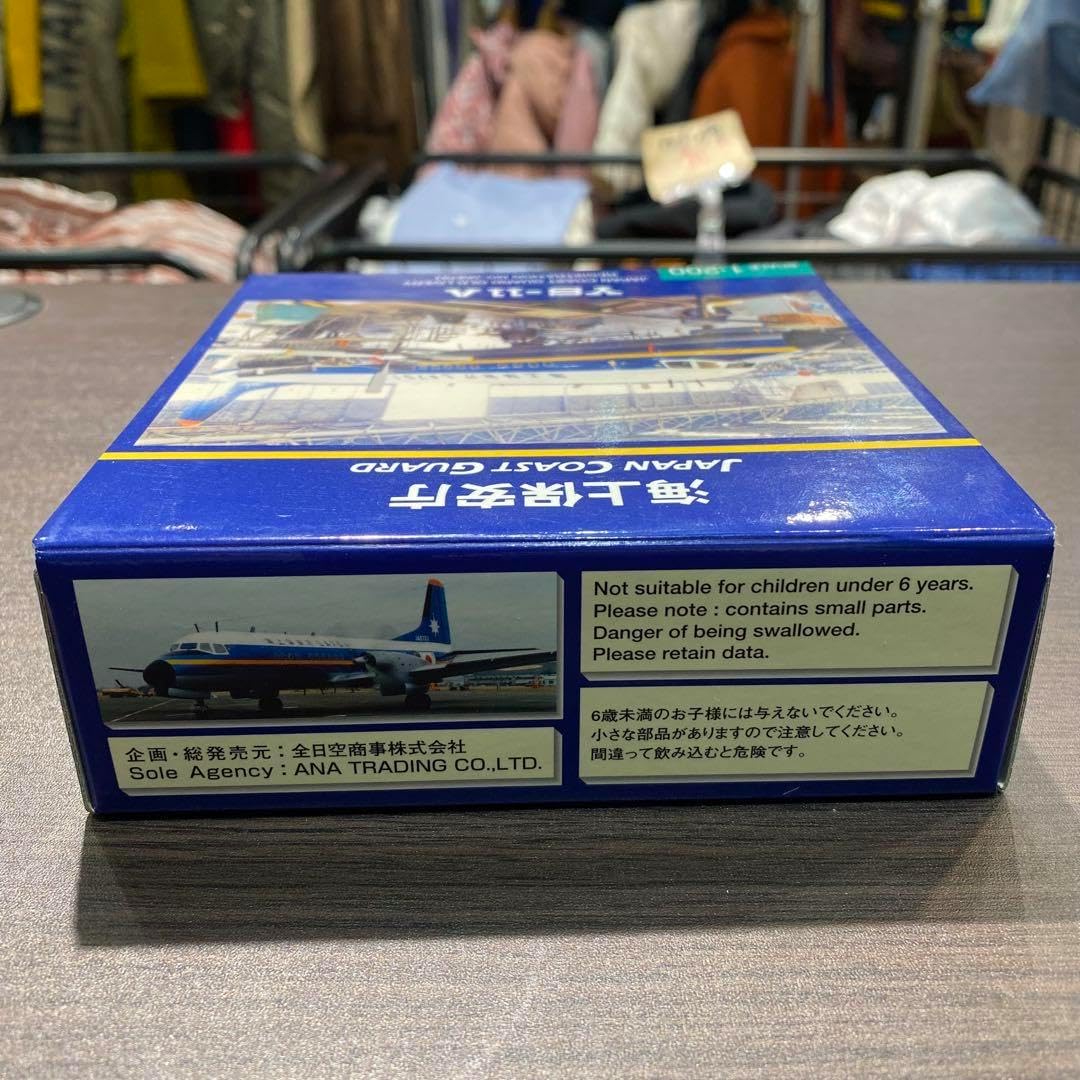 SCALE 1:200
YS-11A
海上保安庁
JAPAN COAST GUARD
企画・総発売元：全日空商事株式会社
Sole Agency：ANA TRADING CO.,LTD.
Not suitable for children under 6 years.
Please note : contains small parts.
Danger of being swallowed.
Please retain data.
6歳未満のお子様には与えないでください。
小さな部品がありますので注意してください。
間違って飲み込むと危険です。